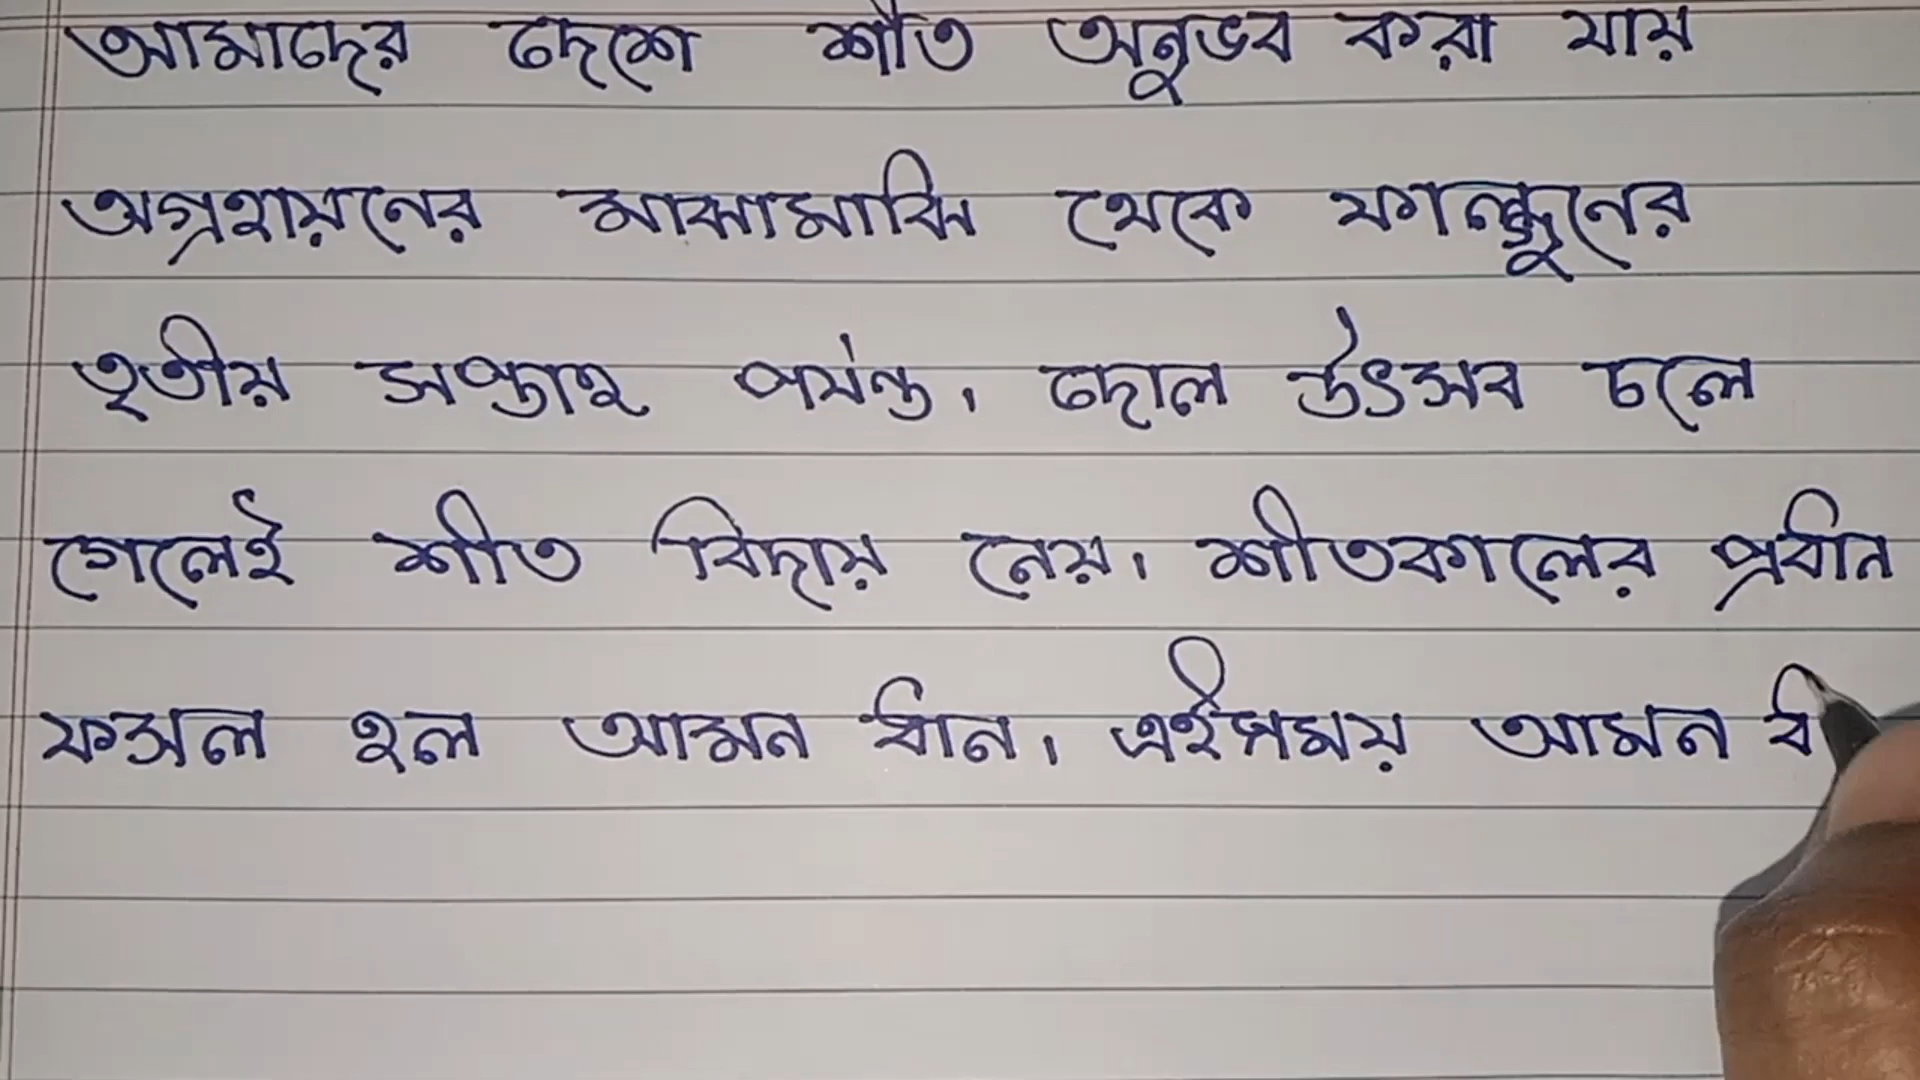 আমাদের দেশে শীত অনুভব করা যায়
অগ্রহায়নের মাঝামাঝি থেকে ফাল্গুনের
তৃতীয় সপ্তাহ পর্যন্ত। দোল উৎসব চলে
গেলেই শীত বিদায় নেয়। শীতকালের প্রধান
ফসল হল আমন ধান। এইসময় আমন